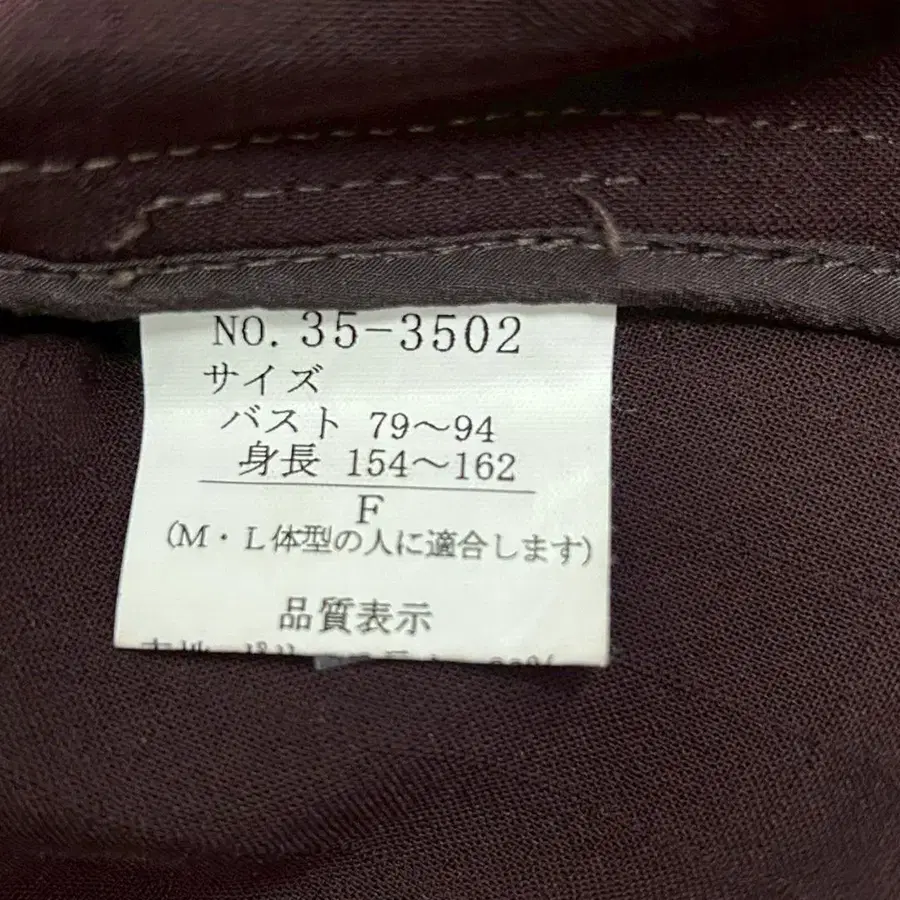 NO. 35-3502
サイズ
バスト 79～94
身長 154～162
F
(M・L体型の人に適合します)
品質表示